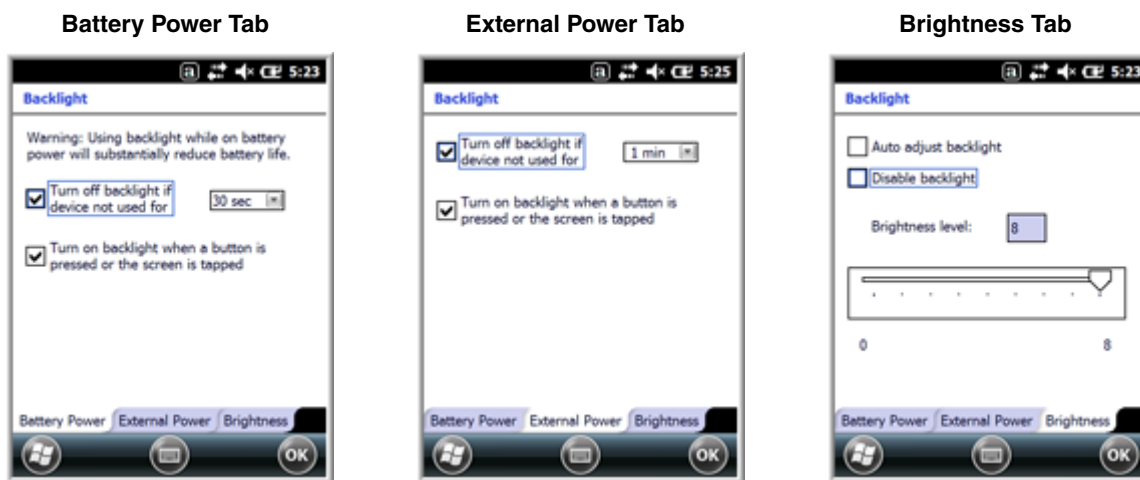 Battery Power Tab
External Power Tab
Brightness Tab
a 5:23
Backlight
Warning: Using backlight while on battery
power will substantially reduce battery life.
Turn off backlight if
device not used for
30 sec
Turn on backlight when a button is
pressed or the screen is tapped
Battery Power External Power Brightness
OK
a 5:25
Backlight
Turn off backlight if
device not used for
1 min
Turn on backlight when a button is
pressed or the screen is tapped
Battery Power External Power Brightness
OK
a 5:23
Backlight
Auto adjust backlight
Disable backlight
Brightness level: 8
0 8
Battery Power External Power Brightness
OK